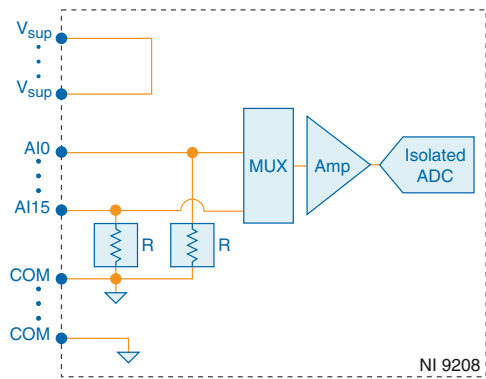 Vsup
Vsup
AI0
AI15
COM
COM
R
R
MUX
Amp
Isolated
ADC
NI 9208